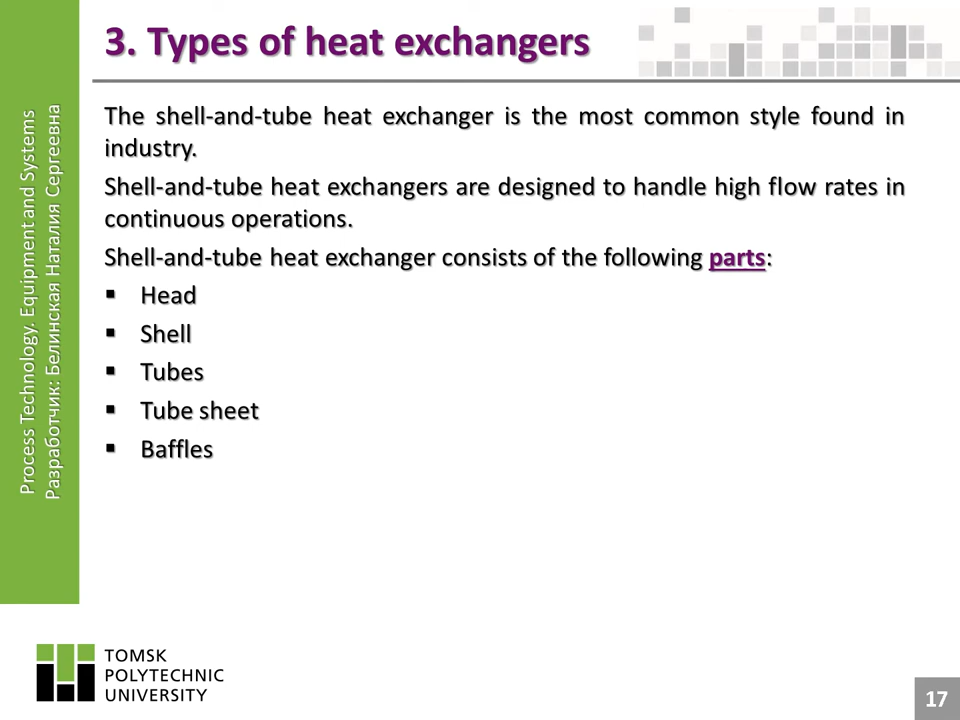 3. Types of heat exchangers
Process Technology. Equipment and Systems
Разработчик: Белинская Наталия Сергеевна
The shell-and-tube heat exchanger is the most common style found in
industry.
Shell-and-tube heat exchangers are designed to handle high flow rates in
continuous operations.
Shell-and-tube heat exchanger consists of the following parts:
▪ Head
▪ Shell
▪ Tubes
▪ Tube sheet
▪ Baffles
TOMSK
POLYTECHNIC
UNIVERSITY
17